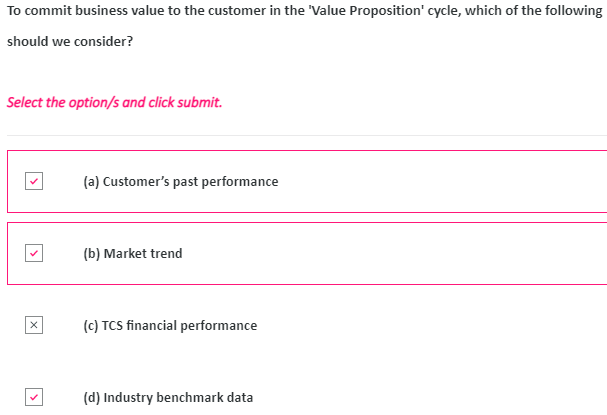 To commit business value to the customer in the 'Value Proposition' cycle, which of the following
should we consider?
Select the option/s and click submit.
(a) Customer’s past performance
(b) Market trend
(c) TCS financial performance
(d) Industry benchmark data